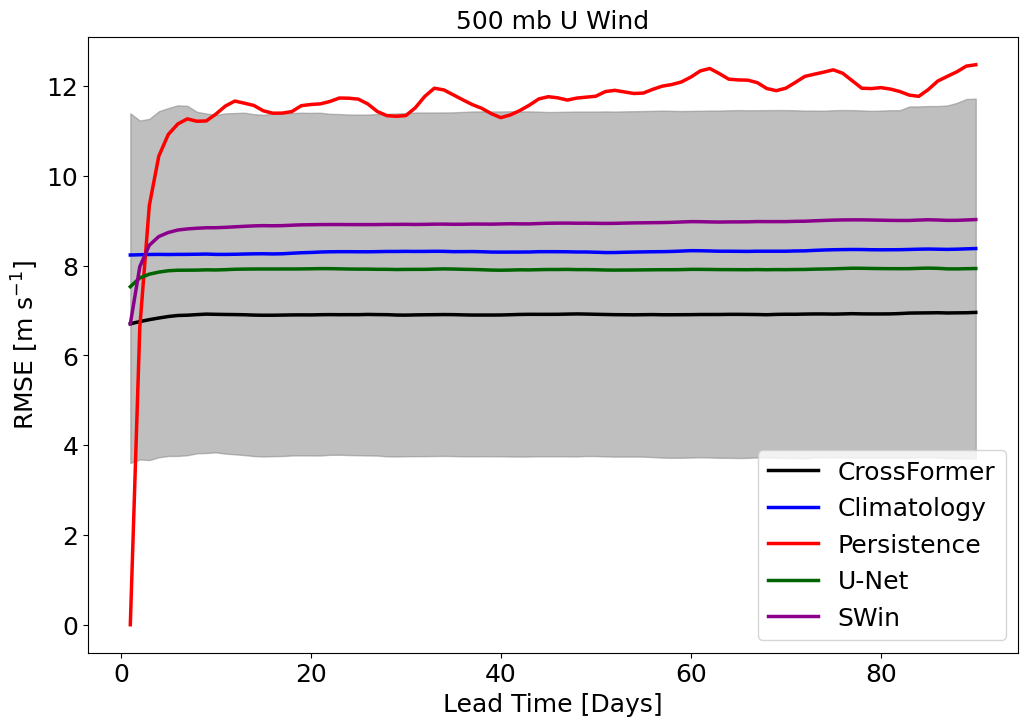 500 mb U Wind
RMSE [m s⁻¹]
12
10
8
6
4
2
0
0 20 40 60 80
Lead Time [Days]
CrossFormer
Climatology
Persistence
U-Net
SWin